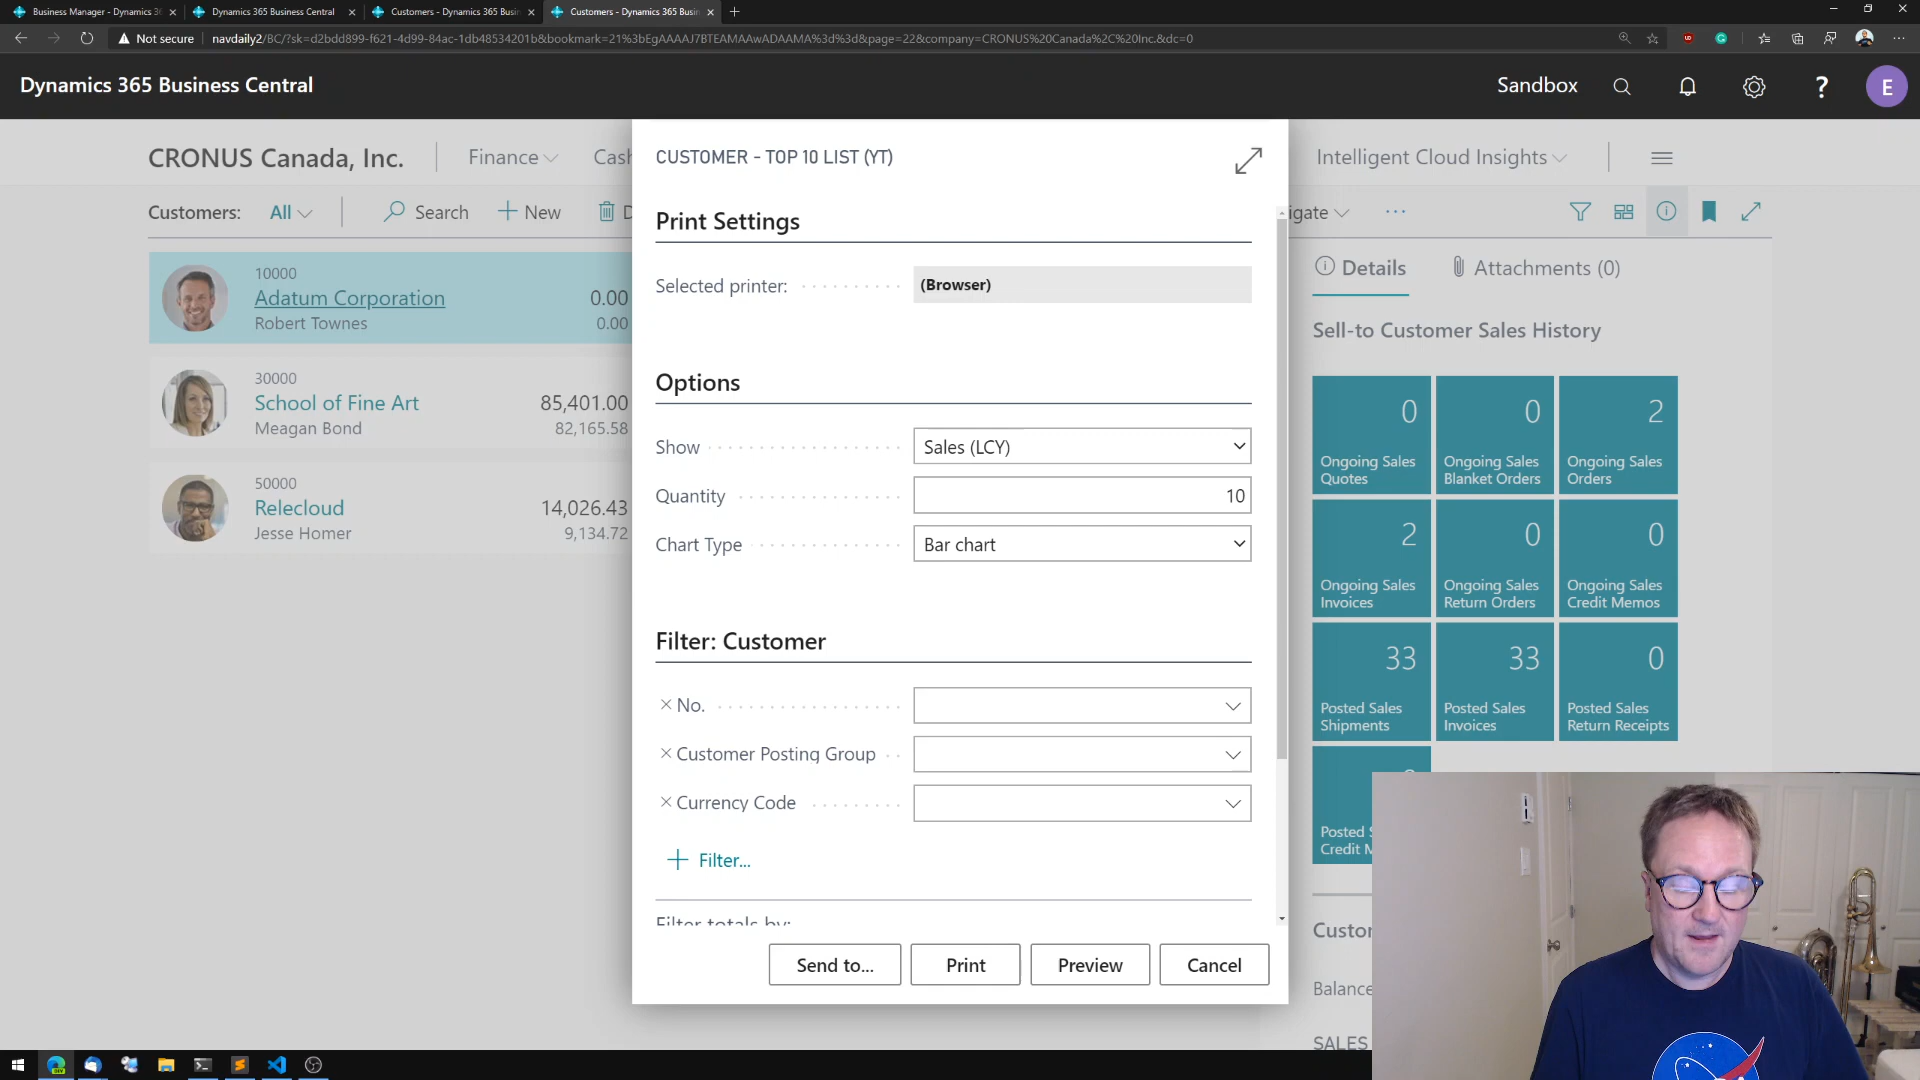 Business Manager - Dynamics 36
Dynamics 365 Business Central
Customers - Dynamics 365 Busin
Customers - Dynamics 365 Busin
Not secure
navdaily2/BC/?sk=d2bdd899-f621-4d99-84ac-1db48534201b&bookmark=21%3bEgAAAAJ7BTEAMAAwADAAMA%3d%3d&page=22&company=CRONUS%20Canada%2C%20Inc.&dc=0
Dynamics 365 Business Central
Sandbox
?
E
CRONUS Canada, Inc.
Finance
Cash
Intelligent Cloud Insights
Customers:
All
Search
New
D
igate
10000
Adatum Corporation
0.00
Robert Townes
0.00
30000
School of Fine Art
85,401.00
Meagan Bond
82,165.58
50000
Relecloud
14,026.43
Jesse Homer
9,134.72
CUSTOMER - TOP 10 LIST (YT)
Print Settings
Selected printer:
(Browser)
Options
Show
Sales (LCY)
Quantity
10
Chart Type
Bar chart
Filter: Customer
No.
Customer Posting Group
Currency Code
Filter...
Filter totals by:
Send to...
Print
Preview
Cancel
Details
Attachments (0)
Sell-to Customer Sales History
0
Ongoing Sales
Quotes
0
Ongoing Sales
Blanket Orders
2
Ongoing Sales
Orders
2
Ongoing Sales
Invoices
0
Ongoing Sales
Return Orders
0
Ongoing Sales
Credit Memos
33
Posted Sales
Shipments
33
Posted Sales
Invoices
0
Posted Sales
Return Receipts
Posted S
Credit M
Custor
Balance
SALES